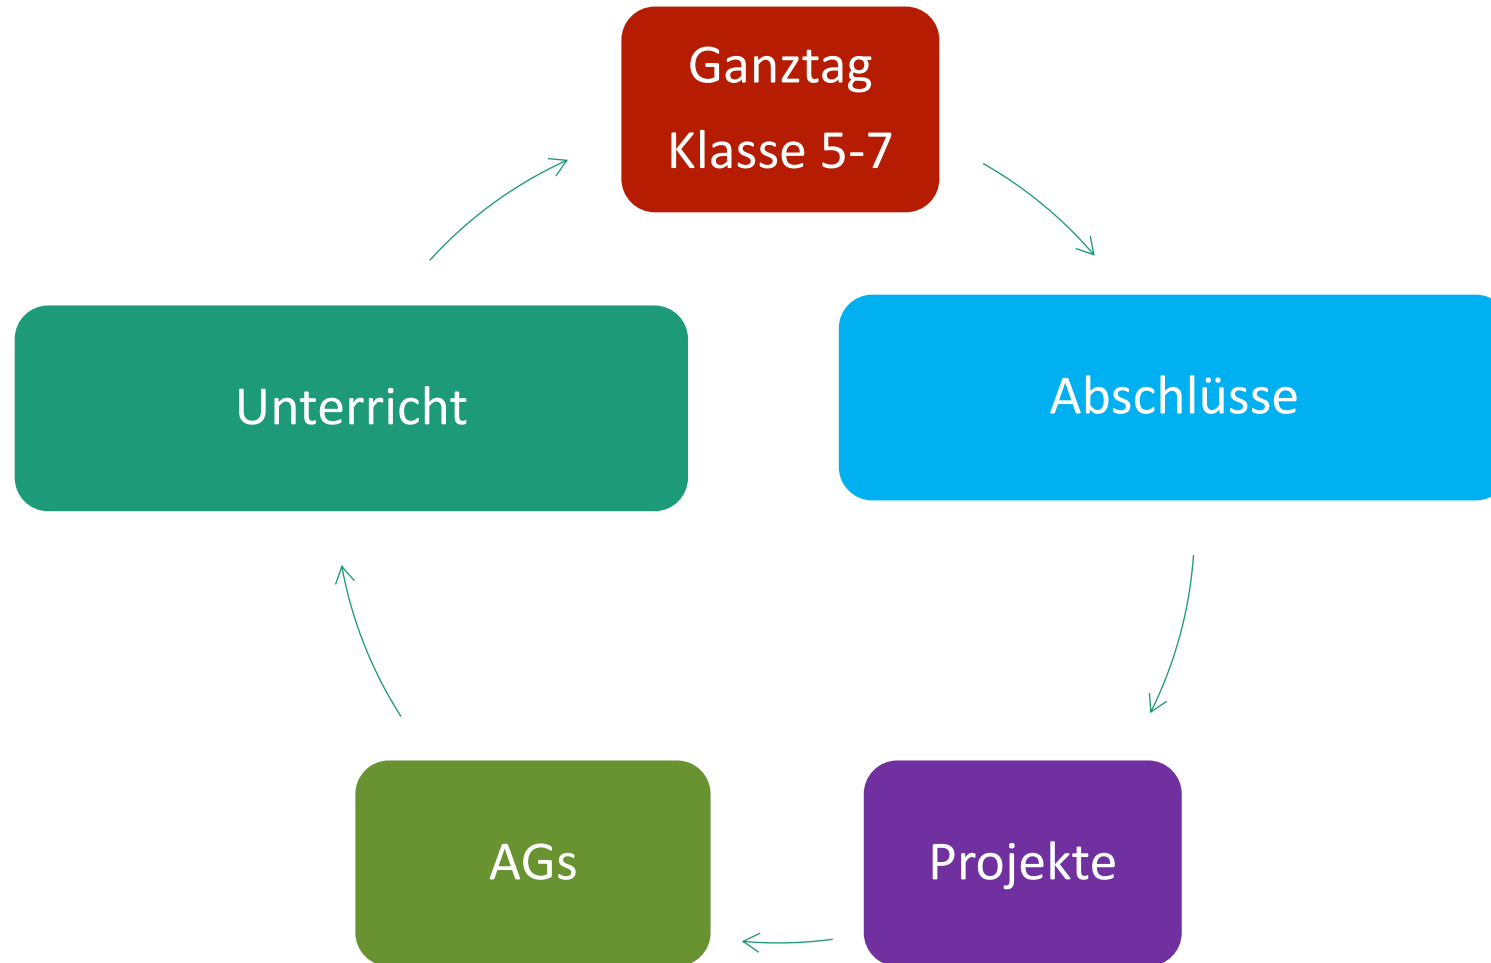 Ganztag
Klasse 5-7
Unterricht
Abschlüsse
AGs
Projekte